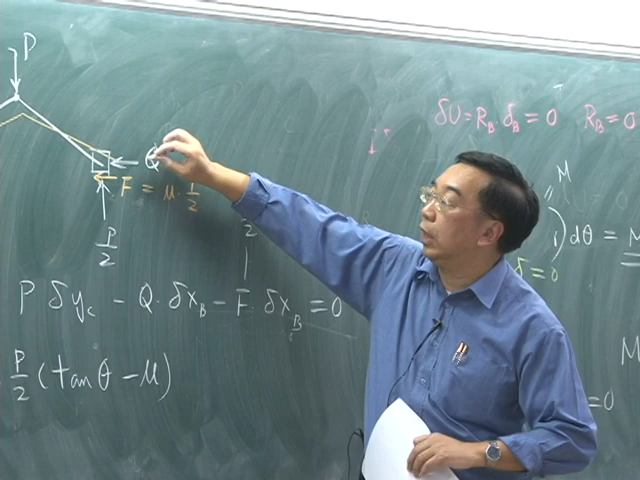 P
Q
F = μ · P/2
P/2
P δy_c − Q · δx_B − F δx_B = 0
P/2 (tan θ − μ)
δU = R_B · δ_B = 0 R_B = 0
M
dθ = M
δ = 0
M
= 0